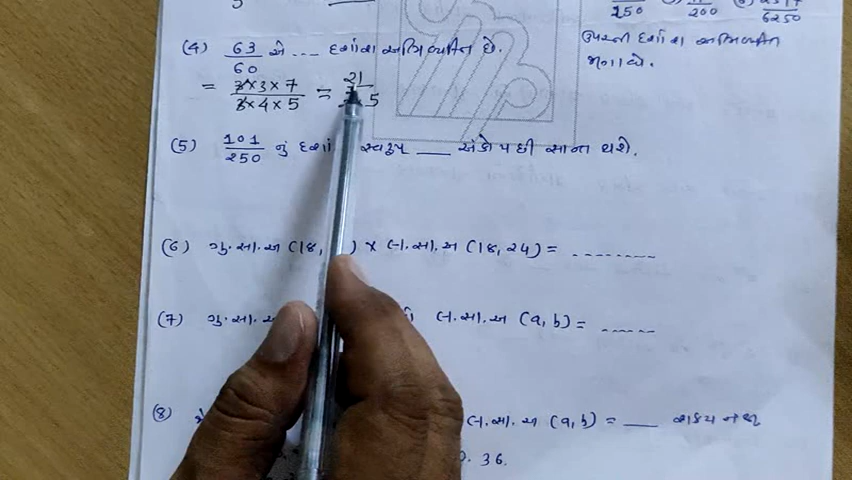 250 200 6250
(4) 63/60 એ --- દશાંશ અભિવ્યક્તિ છે.
ઉપરની દશાંશ અભિવ્યક્તિ
= 3×3×7 / 3×4×5 = 21 / 5
(5) 101/250 નું સ્વરૂપ ___ અંકો પછી સાન્ત થશે.
(6) ગુ.સા.અ (18, ) × લ.સા.અ (18, 24) = --------
(7) ગુ.સા. લ.સા.અ (a, b) = -----
(8) લ.સા.અ (a, b) = ___ શક્ય નથી
36.